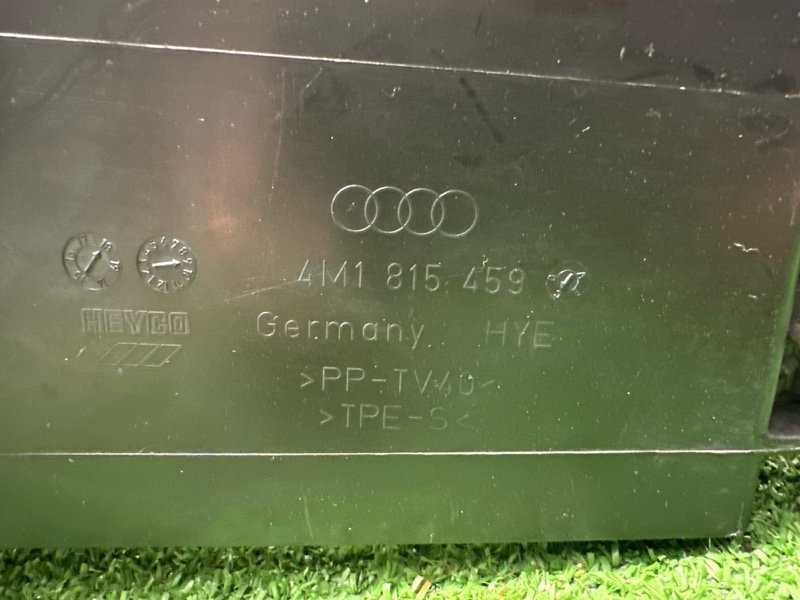 4M1 815 459
HEYCO
Germany HYE
>PP-TV40<
>TPE-S<